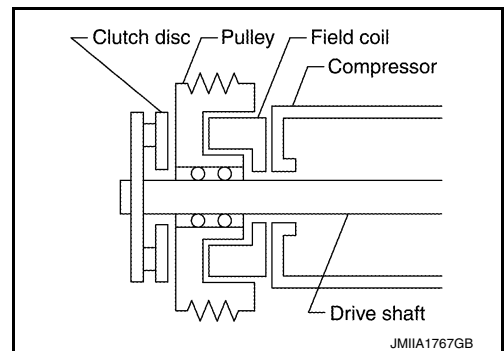 Clutch disc
Pulley
Field coil
Compressor
Drive shaft
JMIIA1767GB